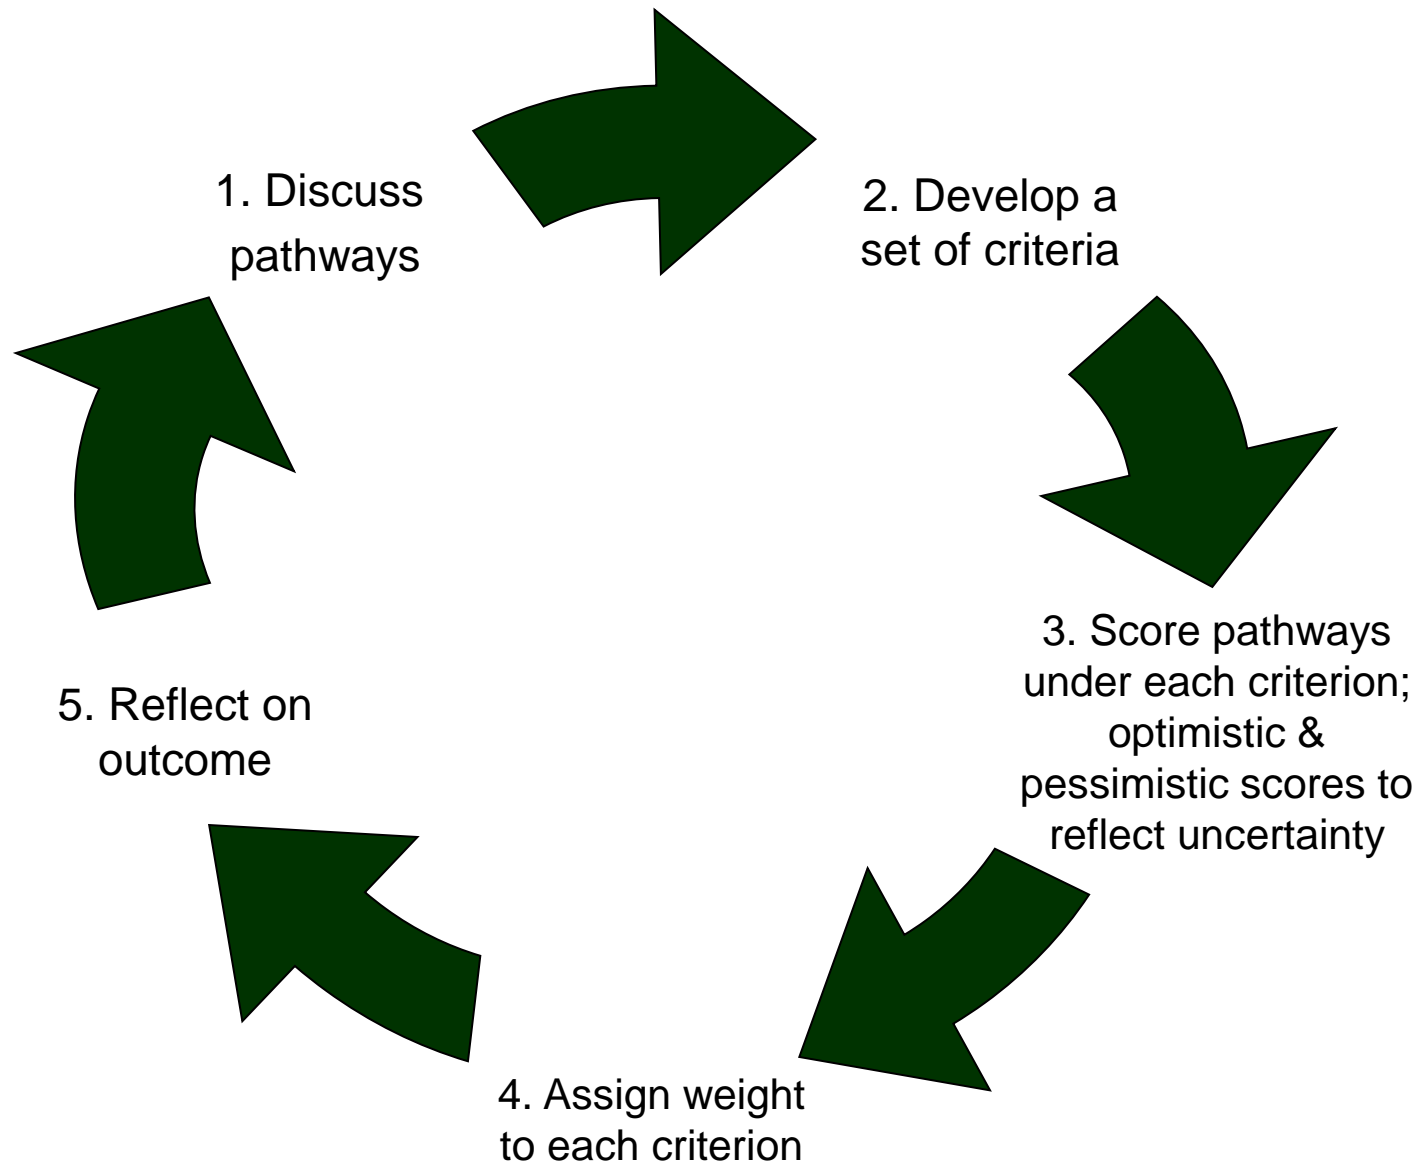 1. Discuss
pathways
2. Develop a
set of criteria
3. Score pathways
under each criterion;
optimistic &
pessimistic scores to
reflect uncertainty
4. Assign weight
to each criterion
5. Reflect on
outcome